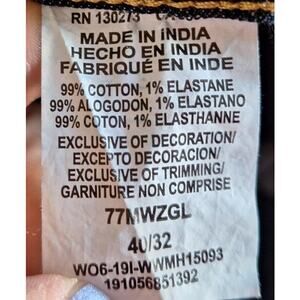 RN 130273
MADE IN INDIA
HECHO EN INDIA
FABRIQUÉ EN INDE
99% COTTON, 1% ELASTANE
99% ALOGODON, 1% ELASTANO
99% COTON, 1% ELASTHANNE
EXCLUSIVE OF DECORATION/
EXCEPTO DECORACION/
EXCLUSIVE OF TRIMMING/
GARNITURE NON COMPRISE
77MWZGL
40/32
WO6-19I-WWMH15093
191056851392